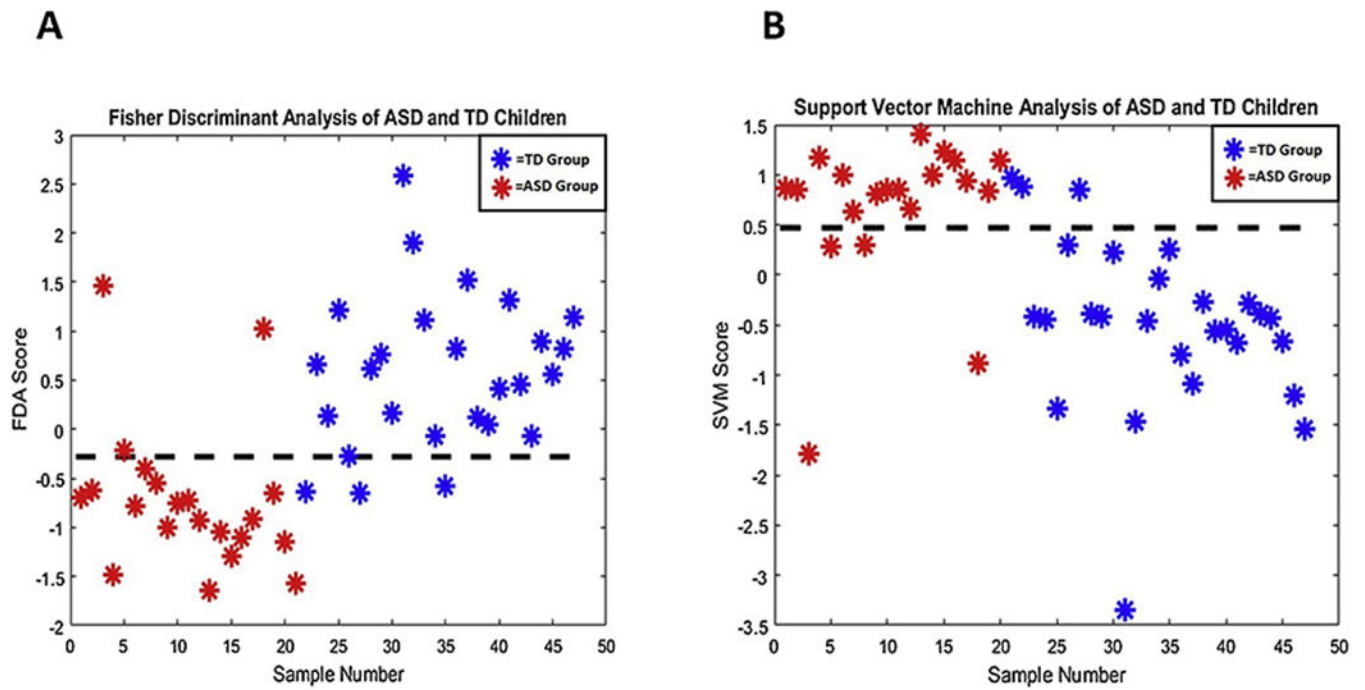 A
Fisher Discriminant Analysis of ASD and TD Children
3
2.5
2
1.5
1
0.5
0
-0.5
-1
-1.5
-2
FDA Score
=TD Group
=ASD Group
0 5 10 15 20 25 30 35 40 45 50
Sample Number
B
Support Vector Machine Analysis of ASD and TD Children
1.5
1
0.5
0
-0.5
-1
-1.5
-2
-2.5
-3
-3.5
SVM Score
=TD Group
=ASD Group
0 5 10 15 20 25 30 35 40 45 50
Sample Number